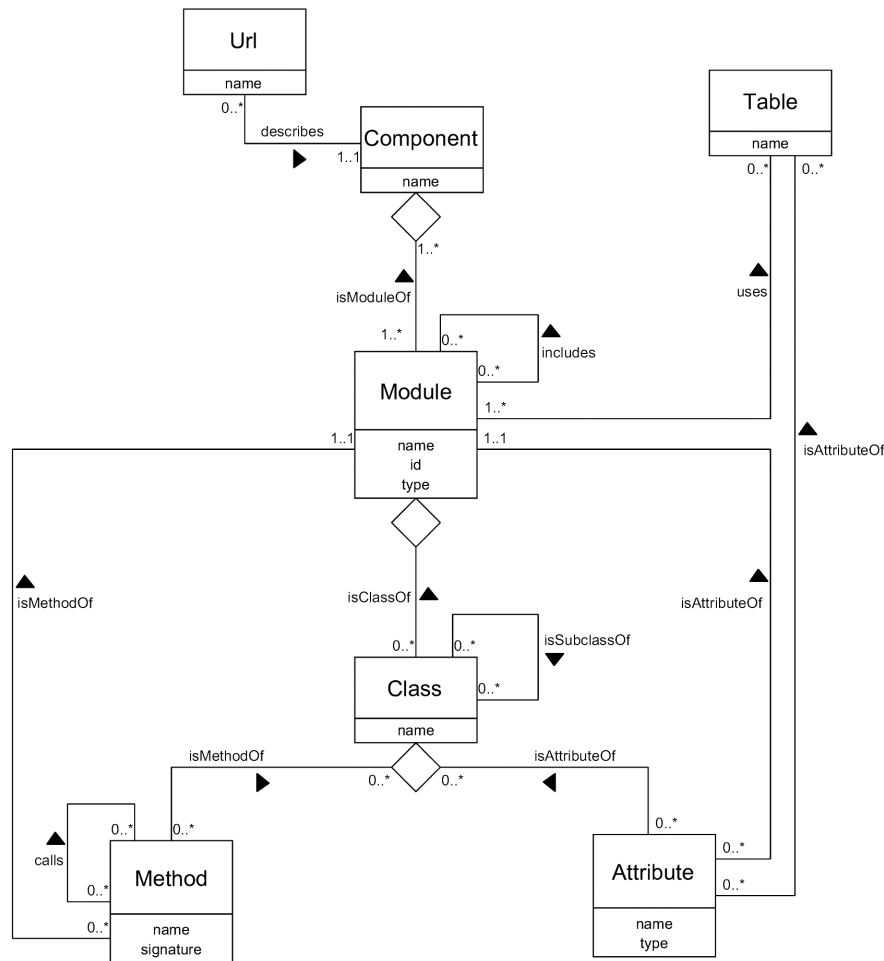 Url
name
0..*
describes
1..1
Component
name
1..*
isModuleOf
1..*
Table
name
0..*
0..*
uses
0..*
includes
0..*
Module
name
id
type
1..*
1..1
1..1
isAttributeOf
isMethodOf
isClassOf
isAttributeOf
0..*
0..*
isSubclassOf
0..*
Class
name
isMethodOf
isAttributeOf
0..*
0..*
0..*
0..*
calls
0..*
0..*
0..*
Method
name
signature
0..*
0..*
Attribute
name
type